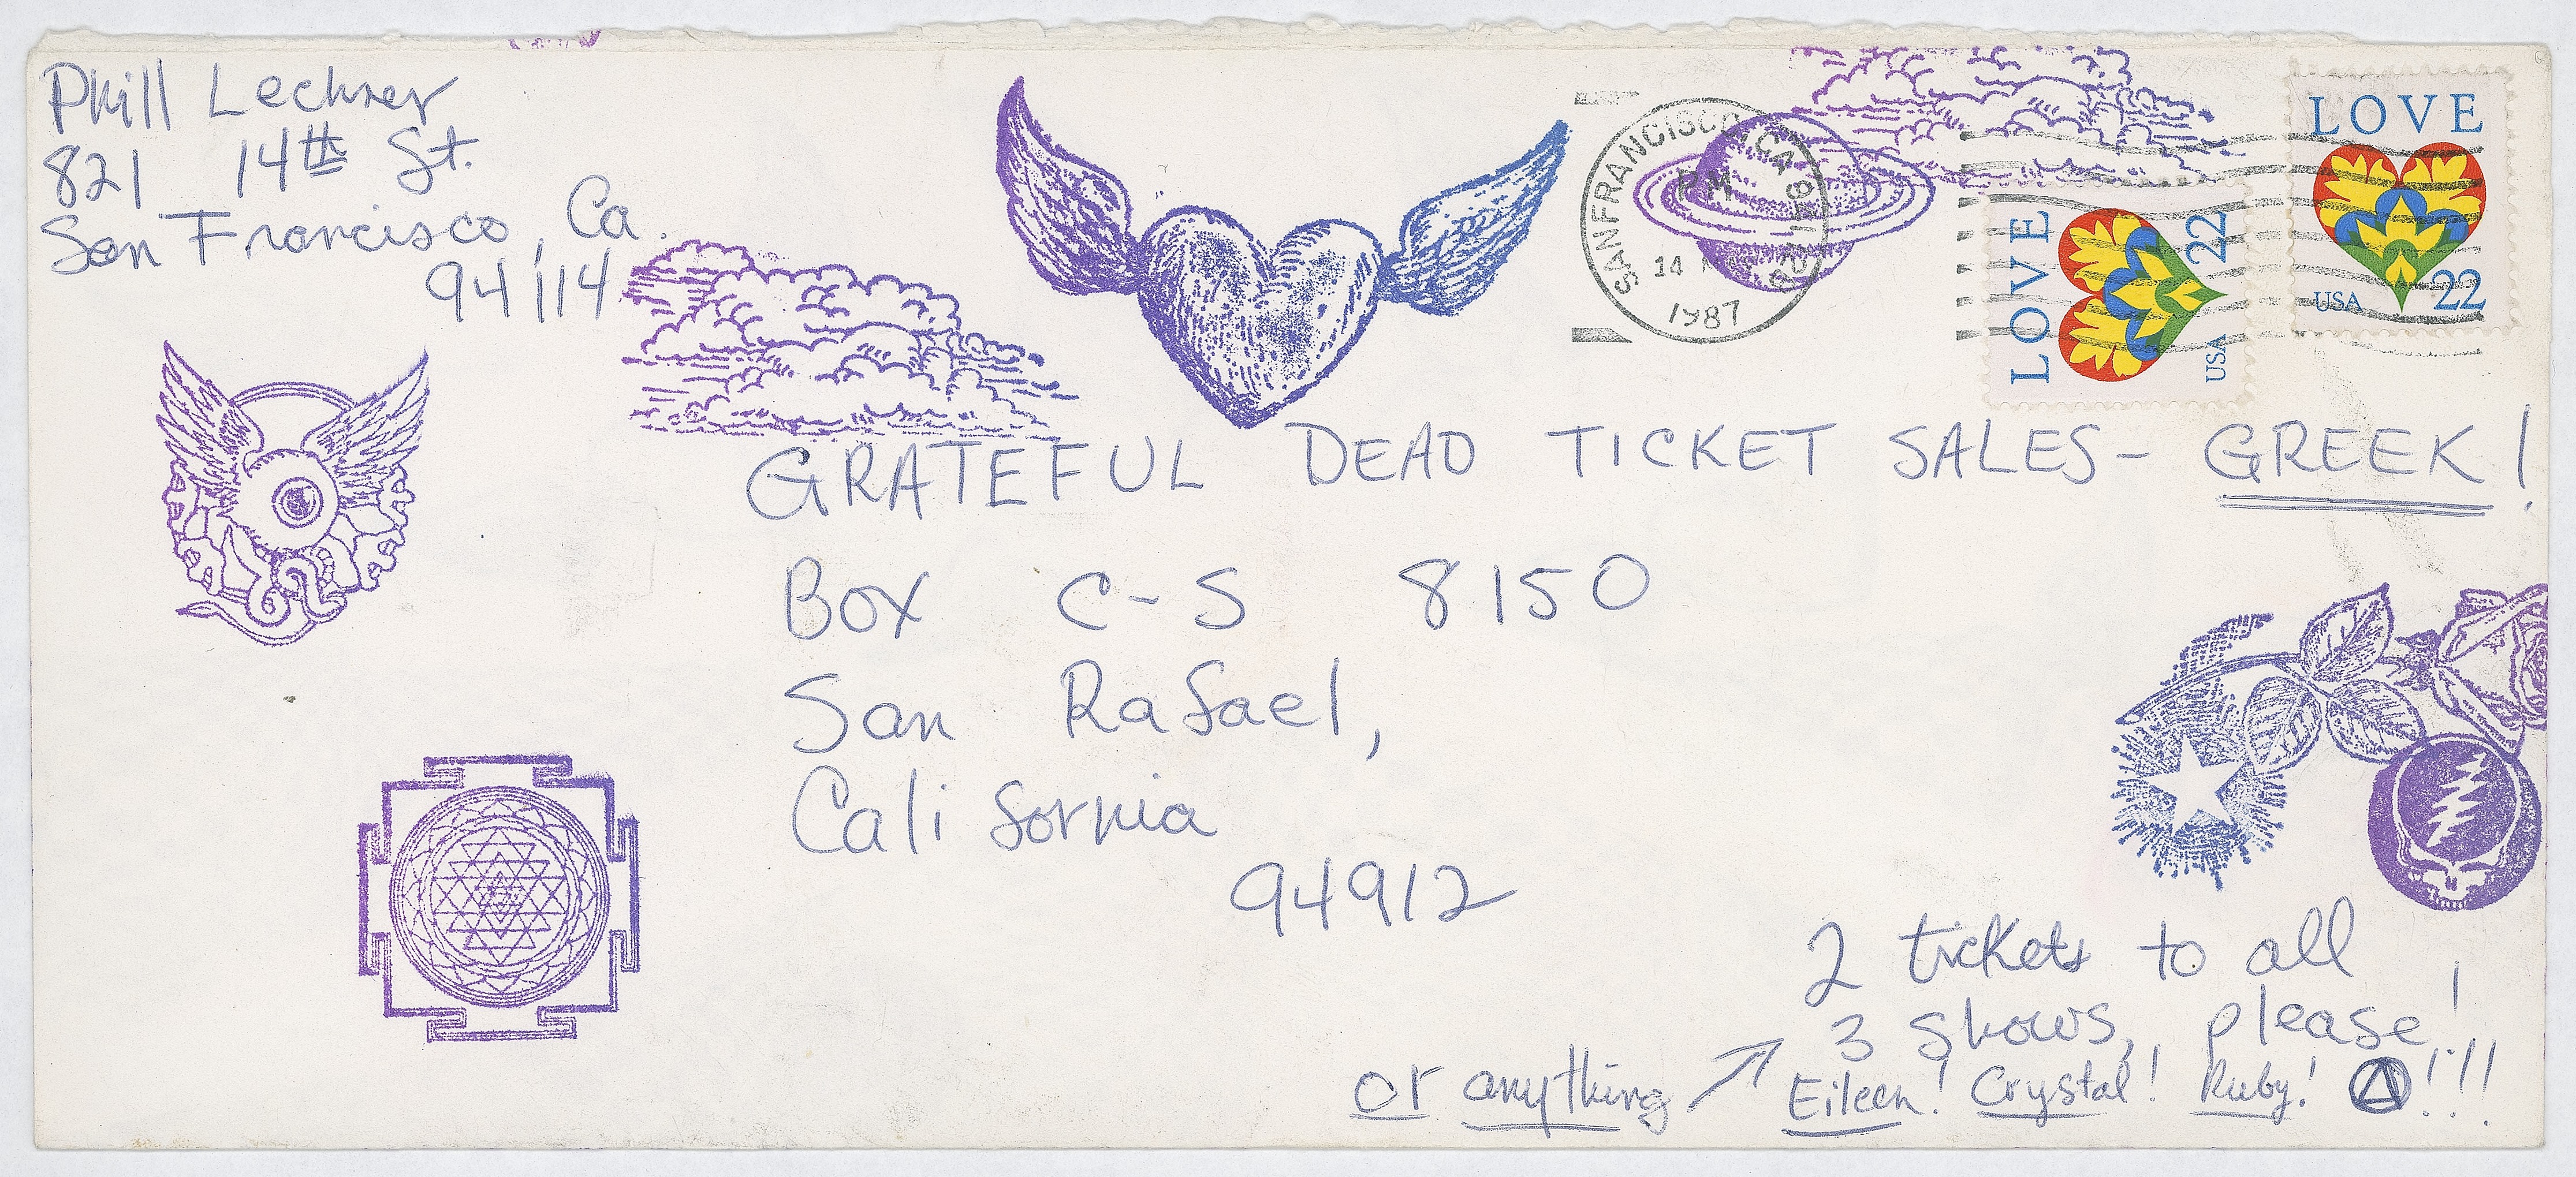 Phill Lechner
821 14th St.
San Francisco, Ca.
94114
SAN FRANCISCO CA
PM
14
1987
LOVE
22
USA
LOVE
USA 22
GRATEFUL DEAD TICKET SALES- GREEK!
Box C-S 8150
San Rafael,
California
94912
2 tickets to all
3 shows, please!
or anything
Eileen! Crystal! Ruby! !!!